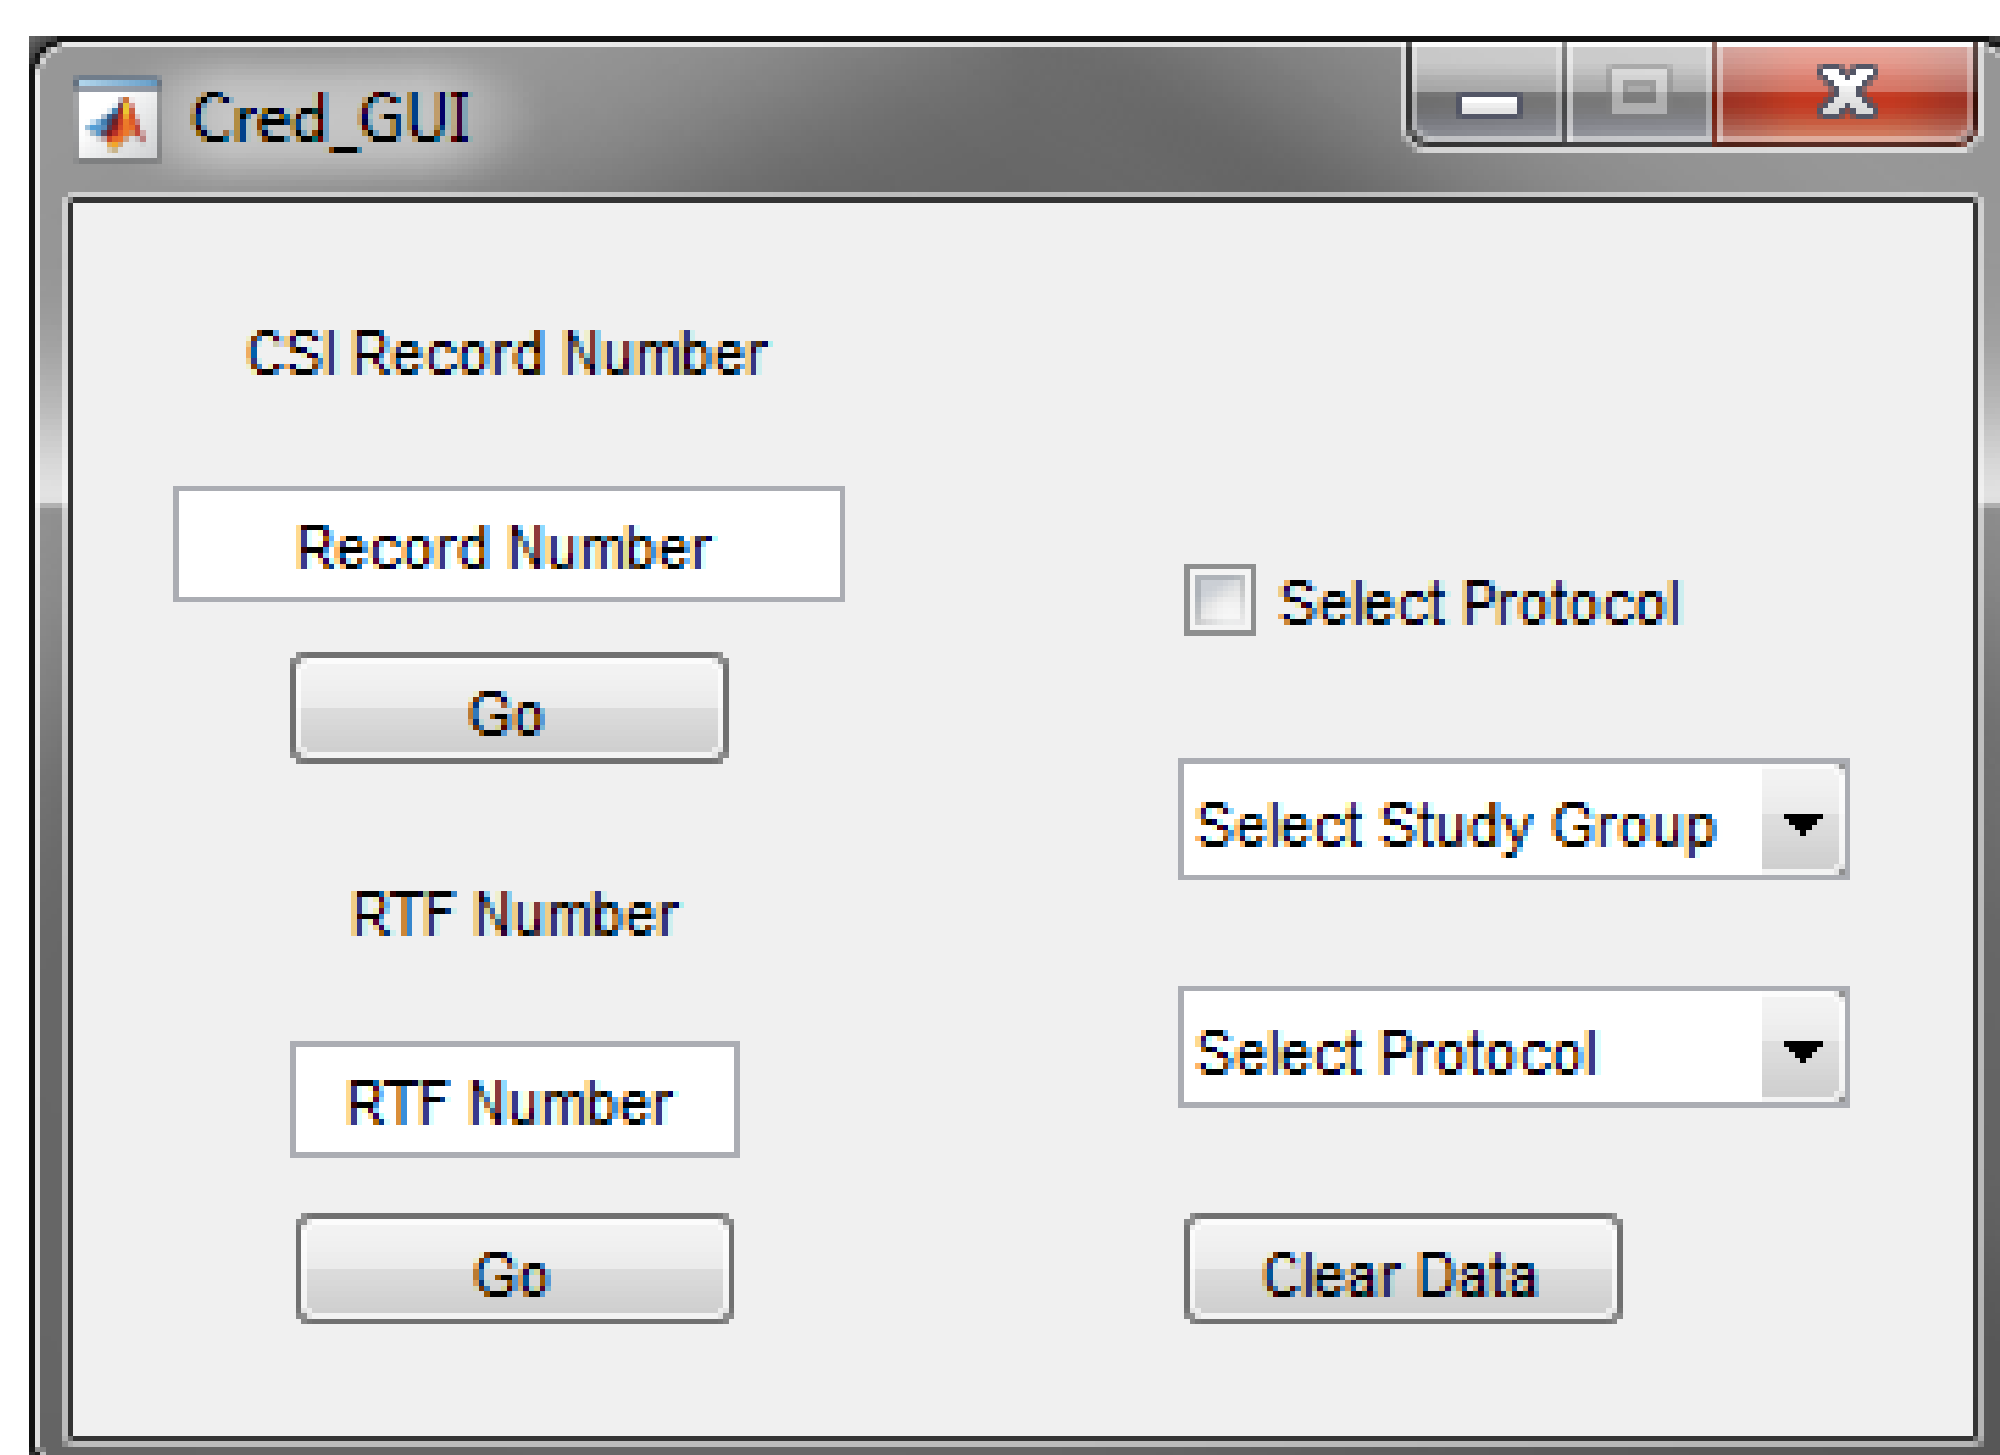 Cred_GUI
CSI Record Number
Record Number
Go
RTF Number
RTF Number
Go
Select Protocol
Select Study Group
Select Protocol
Clear Data